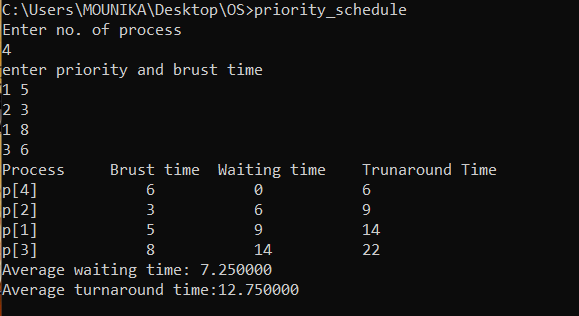 C:\Users\MOUNIKA\Desktop\OS>priority_schedule
Enter no. of process
4
enter priority and brust time
1 5
2 3
1 8
3 6
Process Brust time Waiting time Trunaround Time
p[4] 6 0 6
p[2] 3 6 9
p[1] 5 9 14
p[3] 8 14 22
Average waiting time: 7.250000
Average turnaround time:12.750000